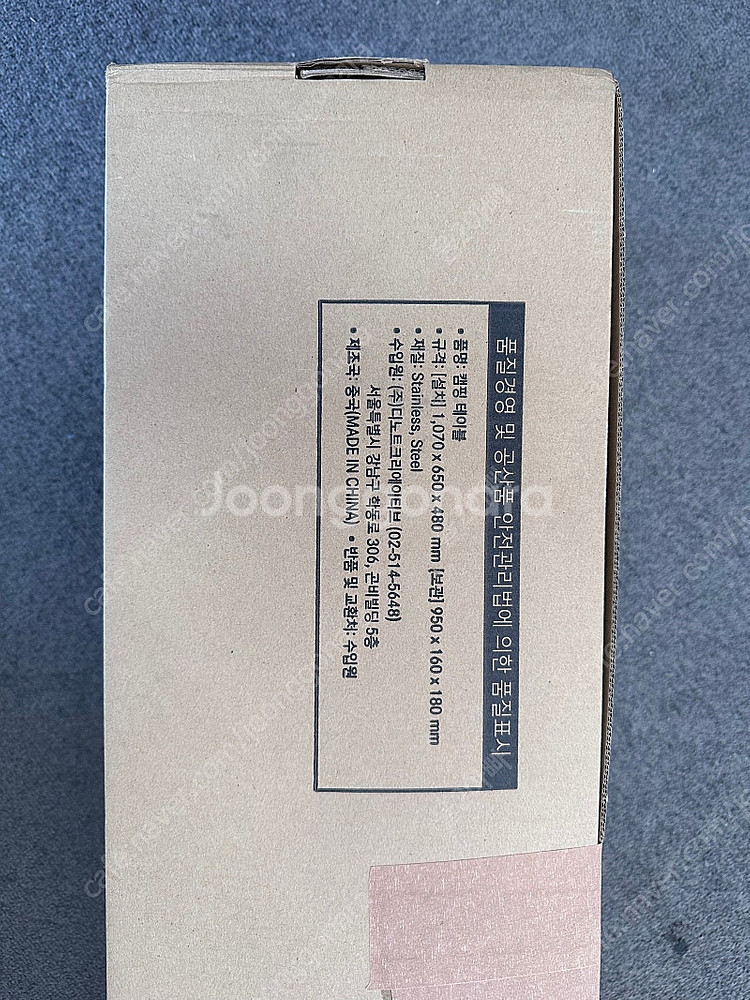 품질경영 및 공산품 안전관리법에 의한 품질표시
• 품명: 캠핑 테이블
• 규격: [설치] 1,070 x 650 x 480 mm [보관] 950 x 160 x 180 mm
• 재질: Stainless, Steel
• 수입원: (주)디노트크리에이티브 (02-514-5648)
서울특별시 강남구 학동로 306, 근비빌딩 5층
• 제조국: 중국(MADE IN CHINA) • 반품 및 교환처: 수입원
Joonggonara